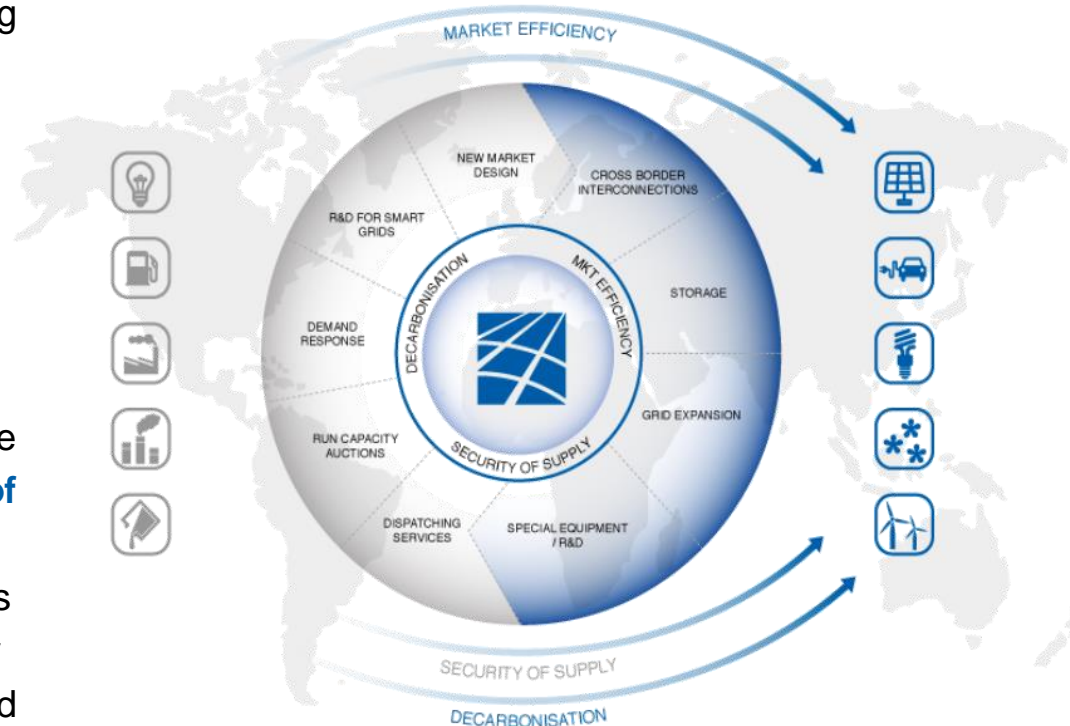 g
MARKET EFFICIENCY
NEW MARKET
DESIGN
CROSS BORDER
INTERCONNECTIONS
R&D FOR SMART
GRIDS
DECARBONISATION
MKT EFFICIENCY
STORAGE
DEMAND
RESPONSE
GRID EXPANSION
e
RUN CAPACITY
AUCTIONS
SECURITY OF SUPPLY
of
DISPATCHING
SERVICES
SPECIAL EQUIPMENT
/ R&D
s
SECURITY OF SUPPLY
d
DECARBONISATION